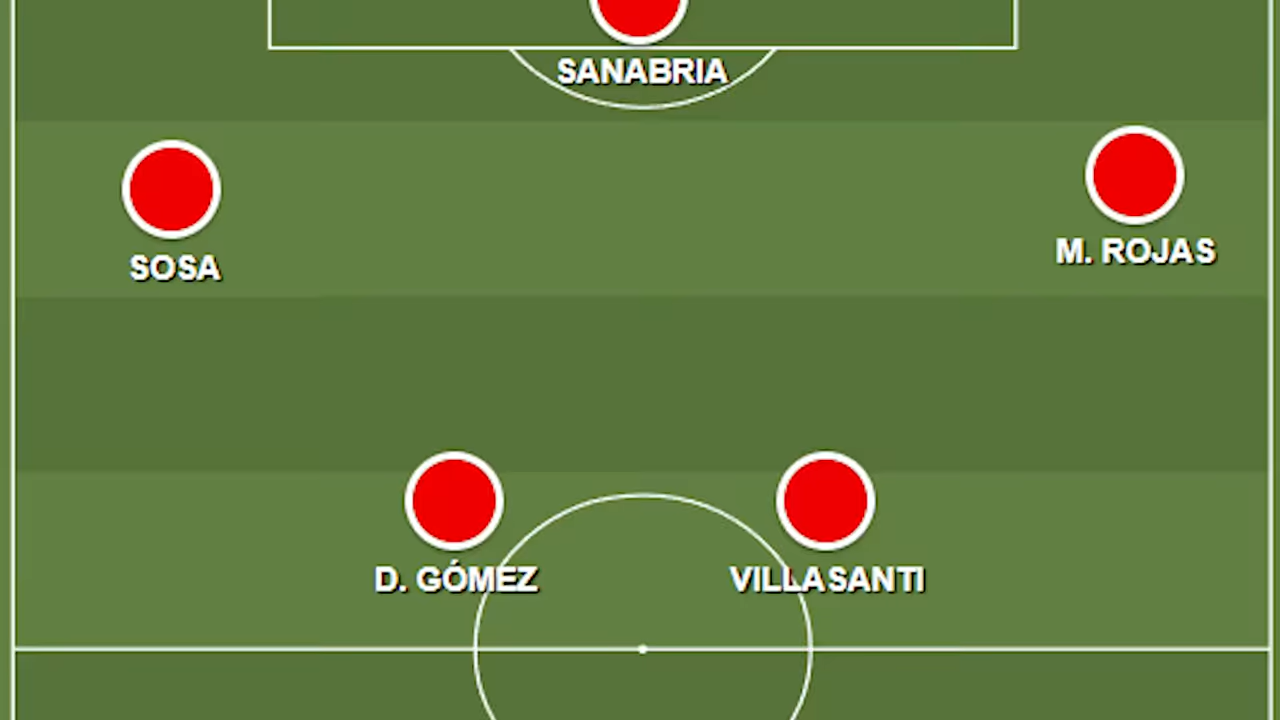 SANABRIA
SOSA
M. ROJAS
D. GÓMEZ
VILLASANTI